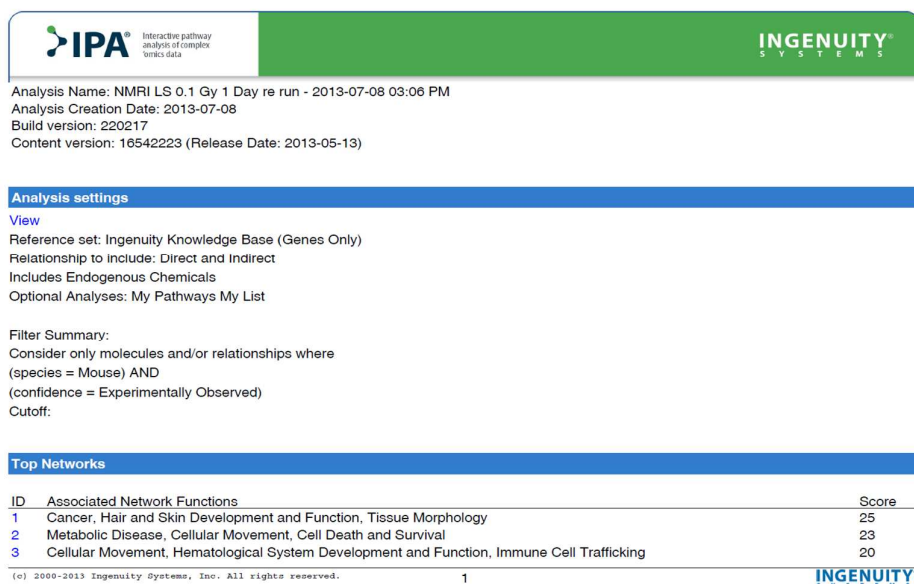 IPA®
Interactive pathway
analysis of complex
'omics data
INGENUITY®
SYSTEMS
Analysis Name: NMRI LS 0.1 Gy 1 Day re run - 2013-07-08 03:06 PM
Analysis Creation Date: 2013-07-08
Build version: 220217
Content version: 16542223 (Release Date: 2013-05-13)
Analysis settings
View
Reference set: Ingenuity Knowledge Base (Genes Only)
Relationship to include: Direct and Indirect
Includes Endogenous Chemicals
Optional Analyses: My Pathways My List
Filter Summary:
Consider only molecules and/or relationships where
(species = Mouse) AND
(confidence = Experimentally Observed)
Cutoff:
Top Networks
ID Associated Network Functions Score
1 Cancer, Hair and Skin Development and Function, Tissue Morphology 25
2 Metabolic Disease, Cellular Movement, Cell Death and Survival 23
3 Cellular Movement, Hematological System Development and Function, Immune Cell Trafficking 20
(c) 2000-2013 Ingenuity Systems, Inc. All rights reserved. 1 INGENUITY